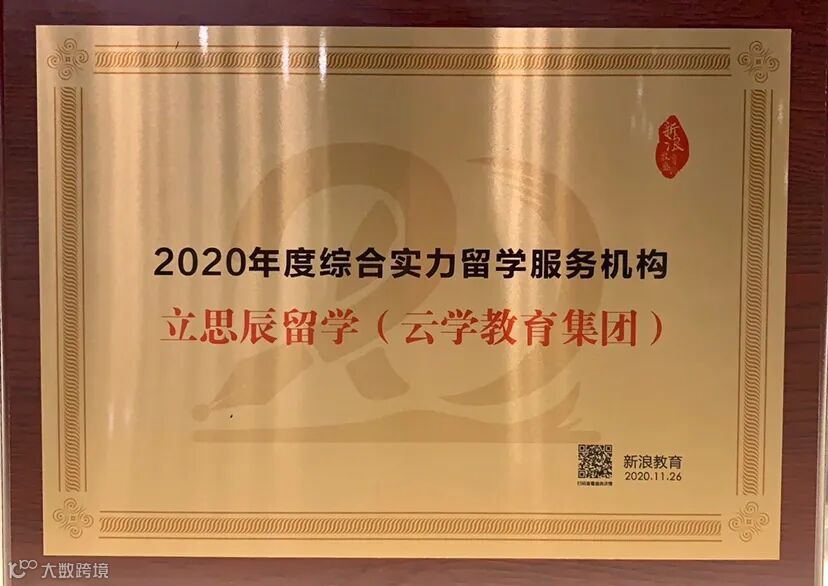 新浪
2020年度综合实力留学服务机构
立思辰留学（云学教育集团）
新浪教育
2020.11.26
大数跨境